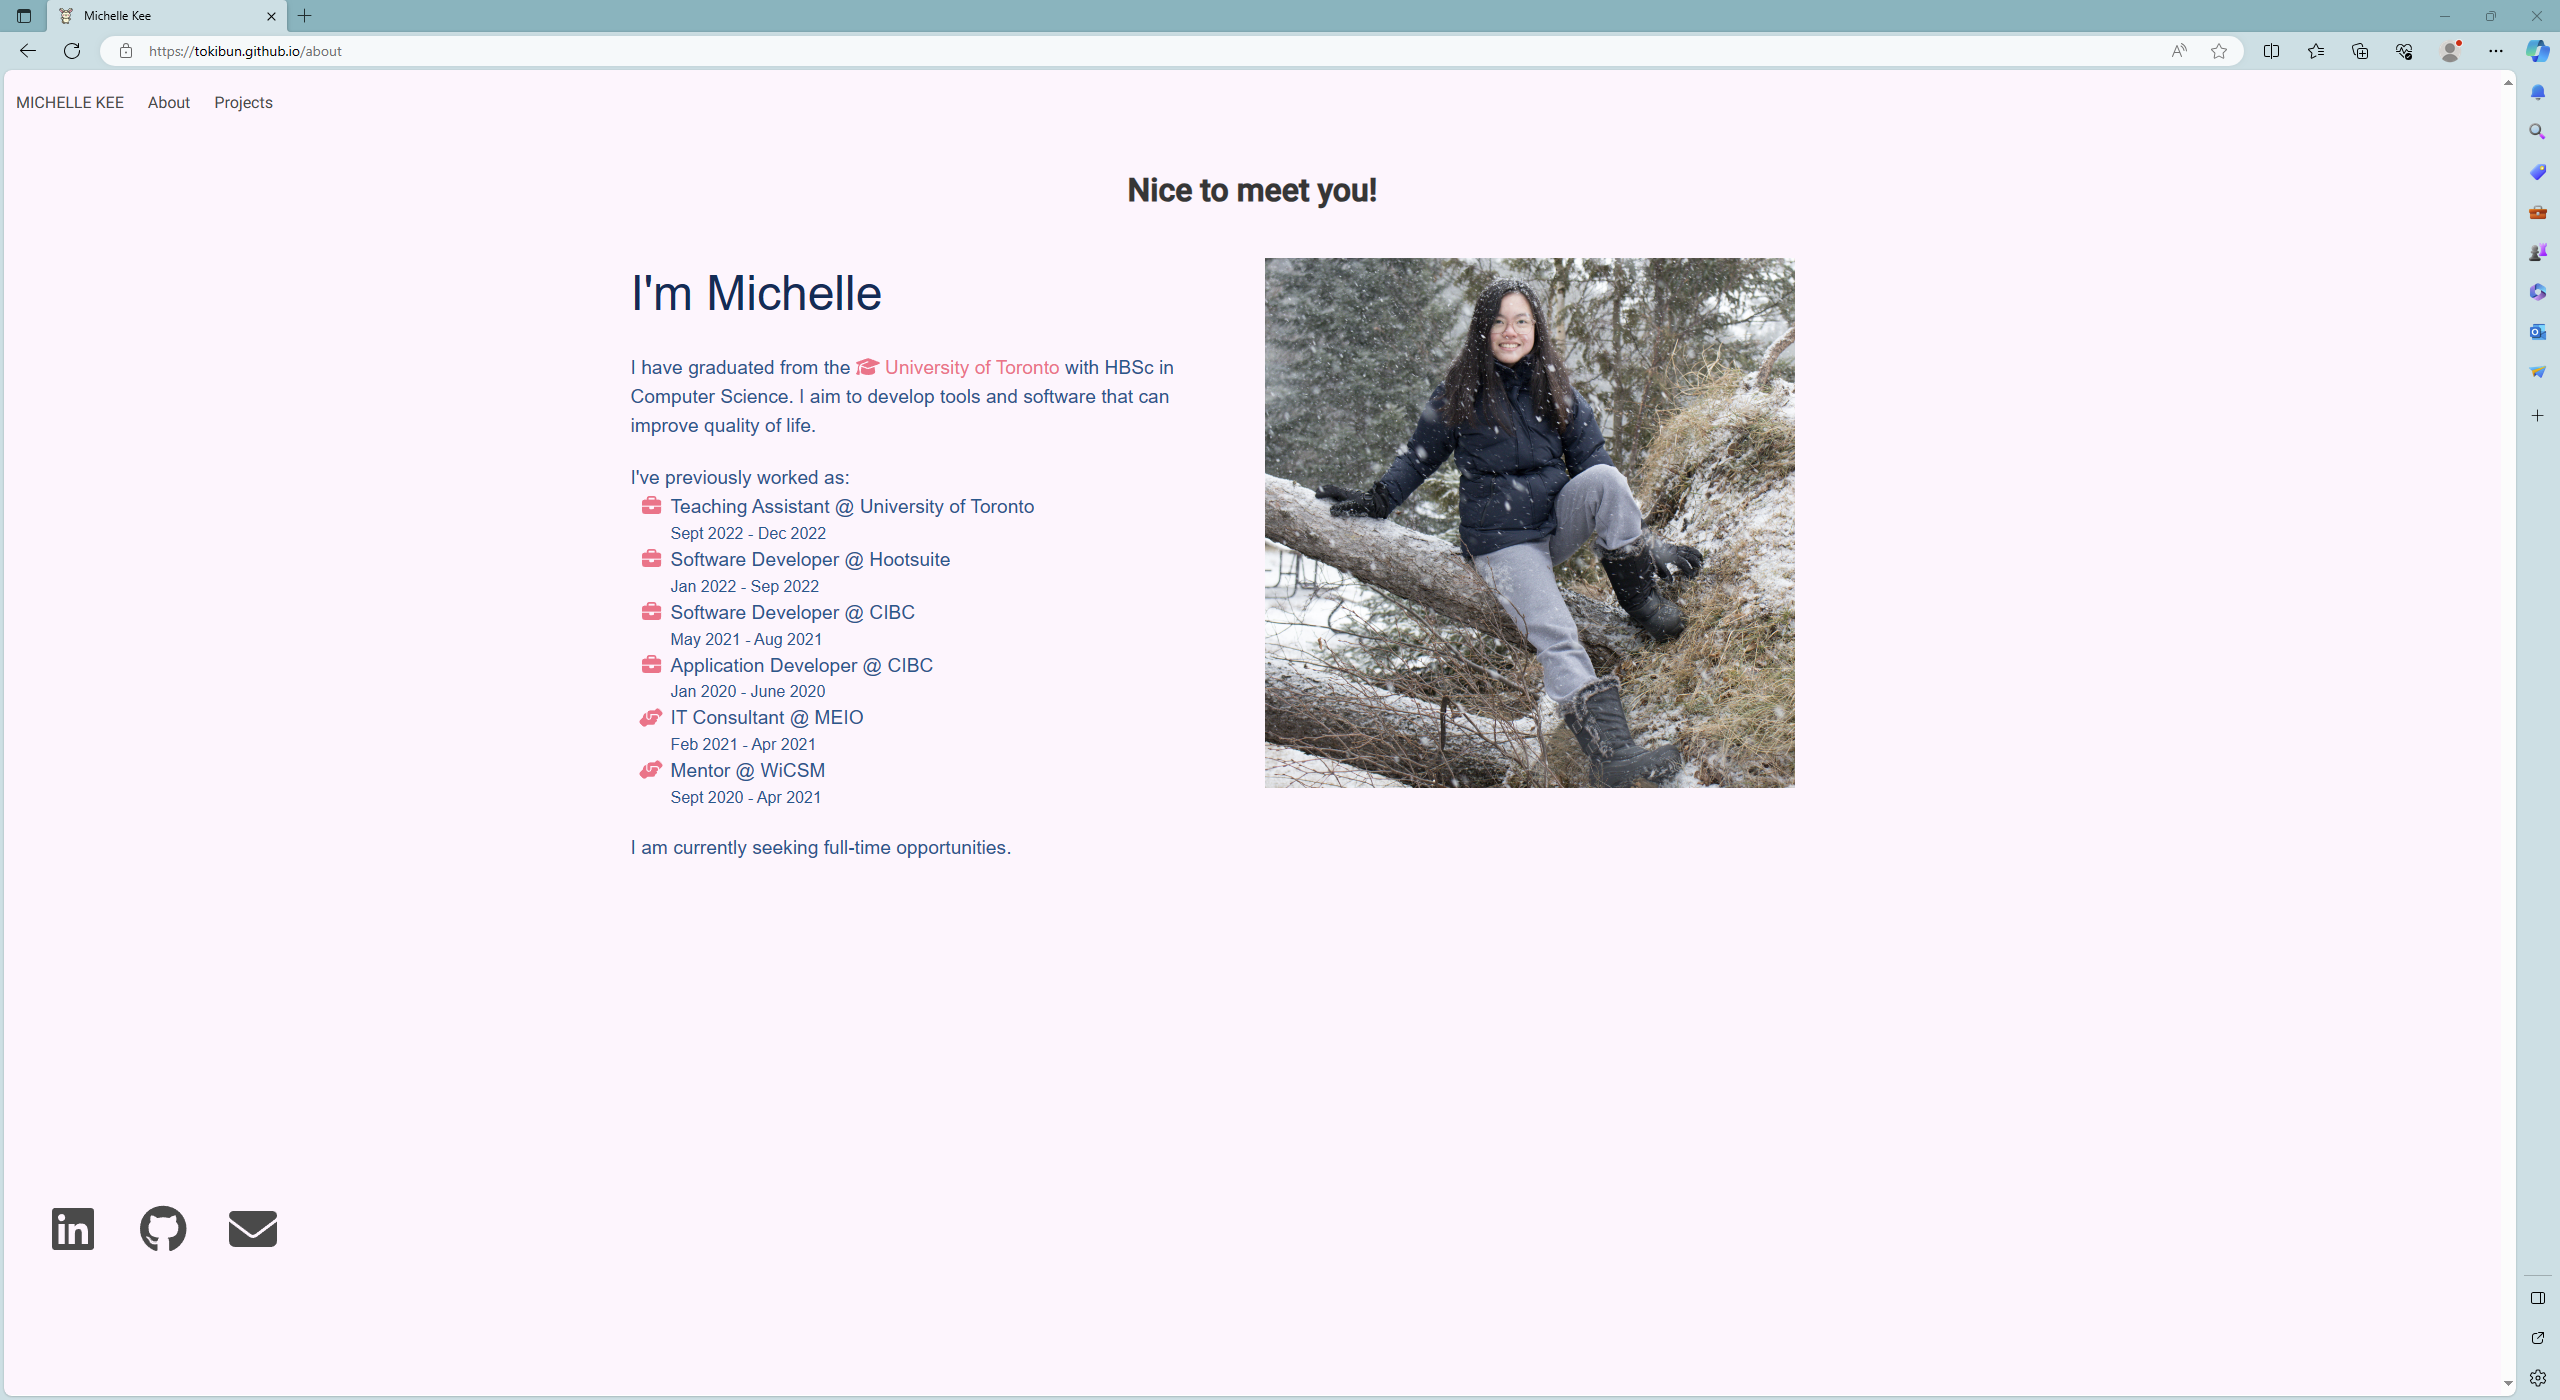 Michelle Kee
https://tokibun.github.io/about
MICHELLE KEE About Projects
Nice to meet you!
I'm Michelle
I have graduated from the University of Toronto with HBSc in
Computer Science. I aim to develop tools and software that can
improve quality of life.
I've previously worked as:
Teaching Assistant @ University of Toronto
Sept 2022 - Dec 2022
Software Developer @ Hootsuite
Jan 2022 - Sep 2022
Software Developer @ CIBC
May 2021 - Aug 2021
Application Developer @ CIBC
Jan 2020 - June 2020
IT Consultant @ MEIO
Feb 2021 - Apr 2021
Mentor @ WiCSM
Sept 2020 - Apr 2021
I am currently seeking full-time opportunities.